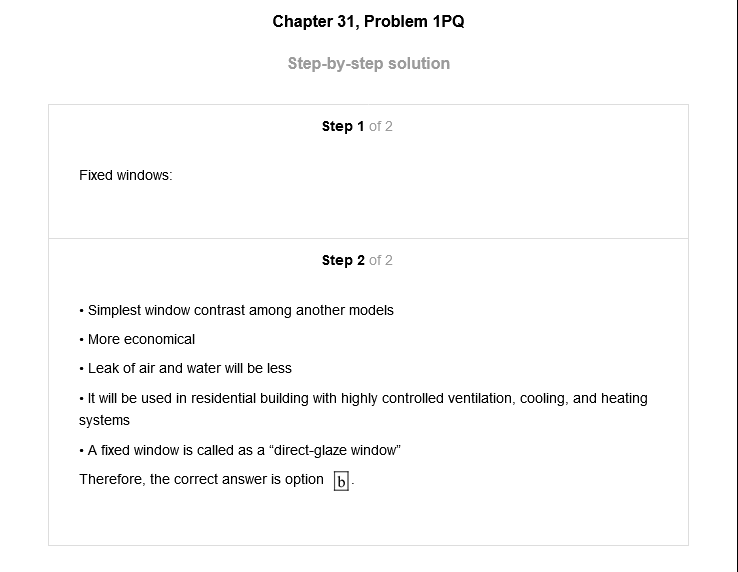 Chapter 31, Problem 1PQ
Step-by-step solution
Step 1 of 2
Fixed windows:
Step 2 of 2
• Simplest window contrast among another models
• More economical
• Leak of air and water will be less
• It will be used in residential building with highly controlled ventilation, cooling, and heating
systems
• A fixed window is called as a “direct-glaze window”
Therefore, the correct answer is option b.